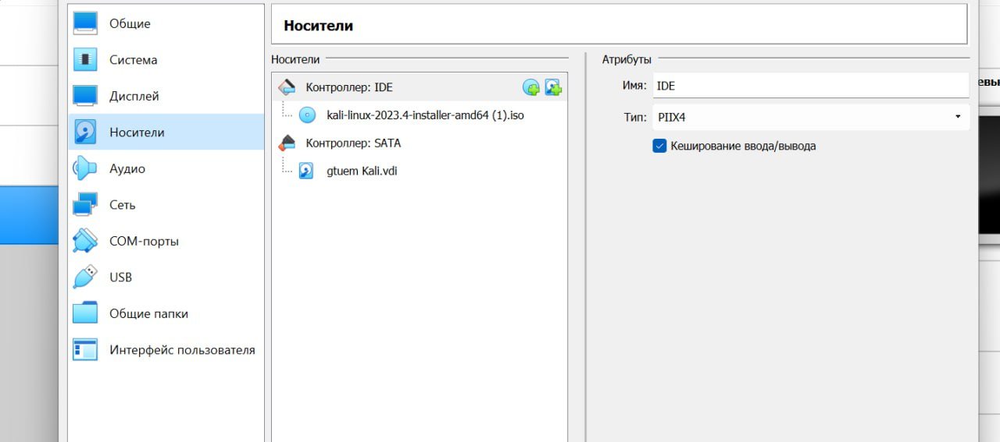 Общие
Система
Дисплей
Носители
Аудио
Сеть
COM-порты
USB
Общие папки
Интерфейс пользователя
Носители
Носители
Контроллер: IDE
kali-linux-2023.4-installer-amd64 (1).iso
Контроллер: SATA
gtuem Kali.vdi
Атрибуты
Имя: IDE
Тип: PIIX4
Кеширование ввода/вывода